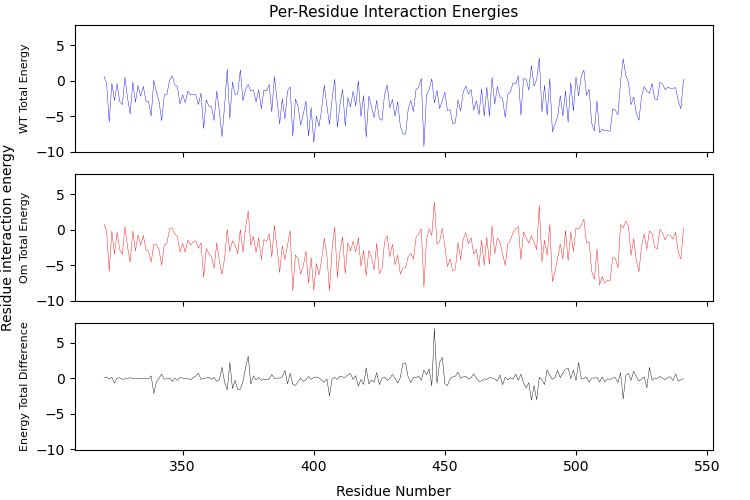 Per-Residue Interaction Energies
Residue interaction energy
WT Total Energy
5
0
−5
−10
Om Total Energy
5
0
−5
−10
Energy Total Difference
5
0
−5
−10
350 400 450 500 550
Residue Number